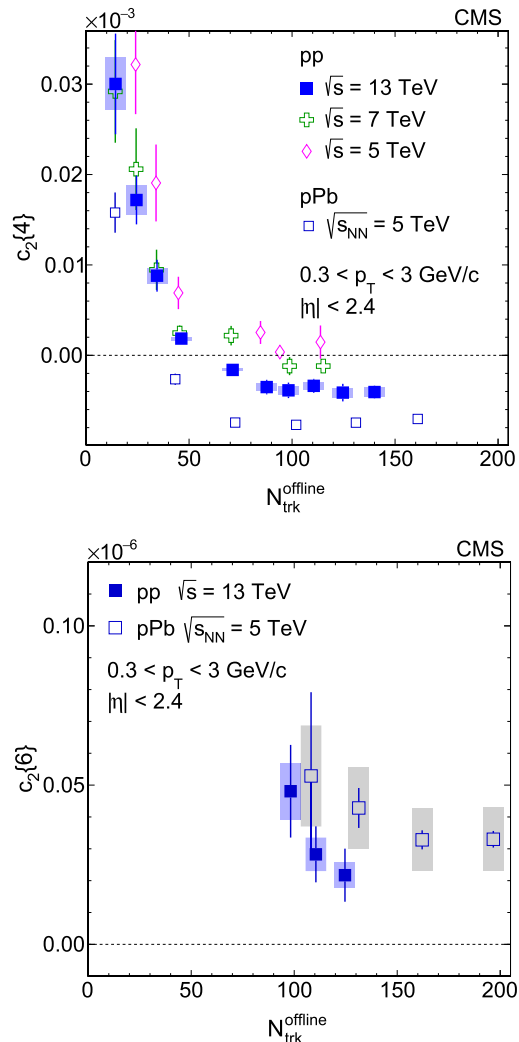 ×10⁻³ CMS
c₂{4}
0.03
0.02
0.01
0.00
pp
√s = 13 TeV
√s = 7 TeV
√s = 5 TeV
pPb
√s_NN = 5 TeV
0.3 < p_T < 3 GeV/c
|η| < 2.4
0 50 100 150 200
N_trk^offline
×10⁻⁶ CMS
c₂{6}
0.10
0.05
0.00
pp √s = 13 TeV
pPb √s_NN = 5 TeV
0.3 < p_T < 3 GeV/c
|η| < 2.4
0 50 100 150 200
N_trk^offline